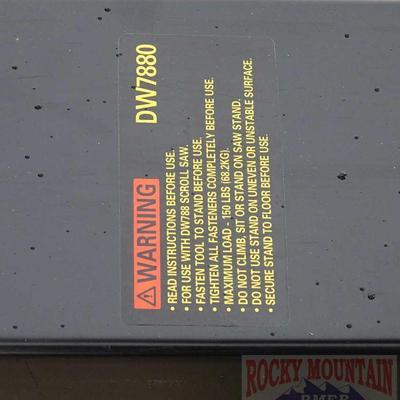 DW7880
⚠WARNING
• READ INSTRUCTIONS BEFORE USE.
• FOR USE WITH DW788 SCROLL SAW.
• FASTEN TOOL TO STAND BEFORE USE.
• TIGHTEN ALL FASTENERS COMPLETELY BEFORE USE.
• MAXIMUM LOAD - 150 LBS (68.2KG).
• DO NOT CLIMB, SIT OR STAND ON SAW STAND.
• DO NOT USE STAND ON UNEVEN OR UNSTABLE SURFACE.
• SECURE STAND TO FLOOR BEFORE USE.
ROCKY MOUNTAIN
RMEB